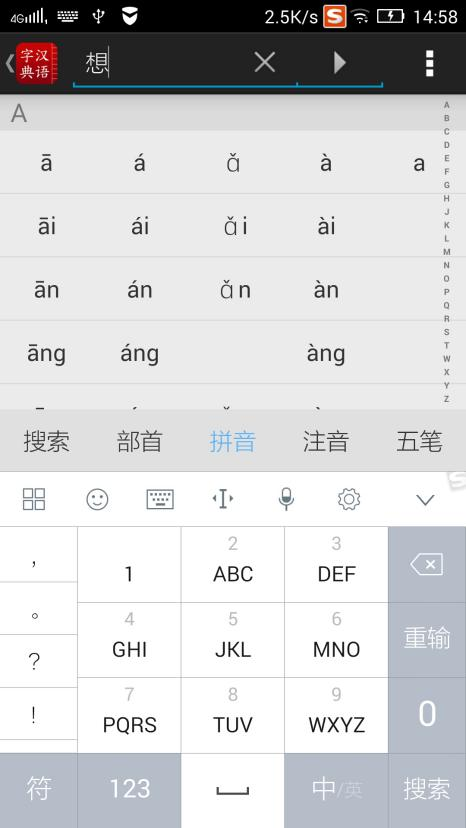 4G 2.5K/s S 14:58
字汉典语 想
A
ā á ǎ à a
āi ái ǎi ài
ān án ǎn àn
āng áng àng
A
B
C
D
E
F
G
H
J
K
L
M
N
O
P
Q
R
S
T
W
X
Y
Z
搜索 部首 拼音 注音 五笔
， 1 2 ABC 3 DEF
。 4 GHI 5 JKL 6 MNO 重输
？
！ 7 PQRS 8 TUV 9 WXYZ 0
符 123 中/英 搜索